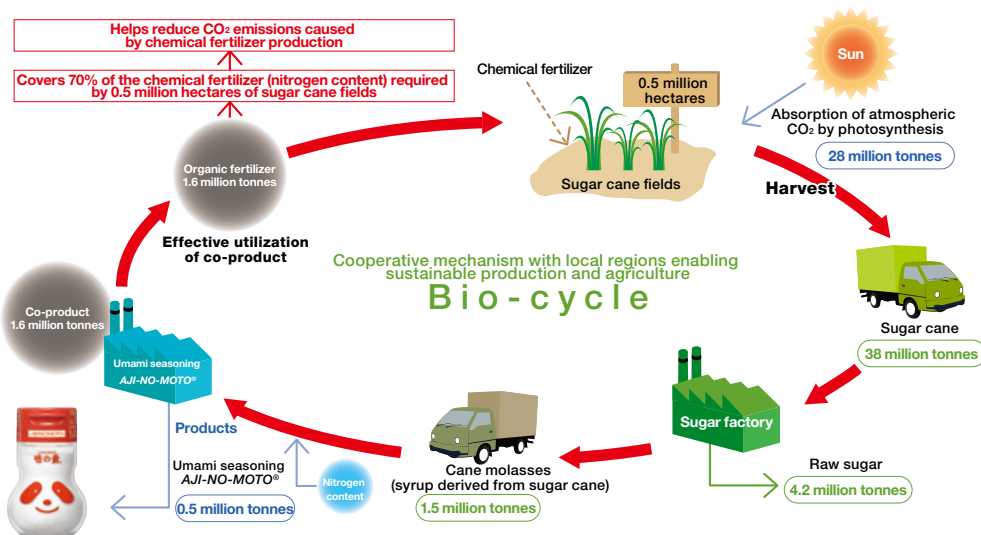 Helps reduce CO2 emissions caused
by chemical fertilizer production
Covers 70% of the chemical fertilizer (nitrogen content) required
by 0.5 million hectares of sugar cane fields
Organic fertilizer
1.6 million tonnes
Effective utilization
of co-product
Chemical fertilizer
0.5 million
hectares
Sugar cane fields
Sun
Absorption of atmospheric
CO2 by photosynthesis
28 million tonnes
Harvest
Cooperative mechanism with local regions enabling
sustainable production and agriculture
Bio-cycle
Sugar cane
38 million tonnes
Sugar factory
Raw sugar
4.2 million tonnes
Cane molasses
(syrup derived from sugar cane)
1.5 million tonnes
Nitrogen
content
Co-product
1.6 million tonnes
Umami seasoning
AJI-NO-MOTO®
Products
Umami seasoning
AJI-NO-MOTO®
0.5 million tonnes
味の素